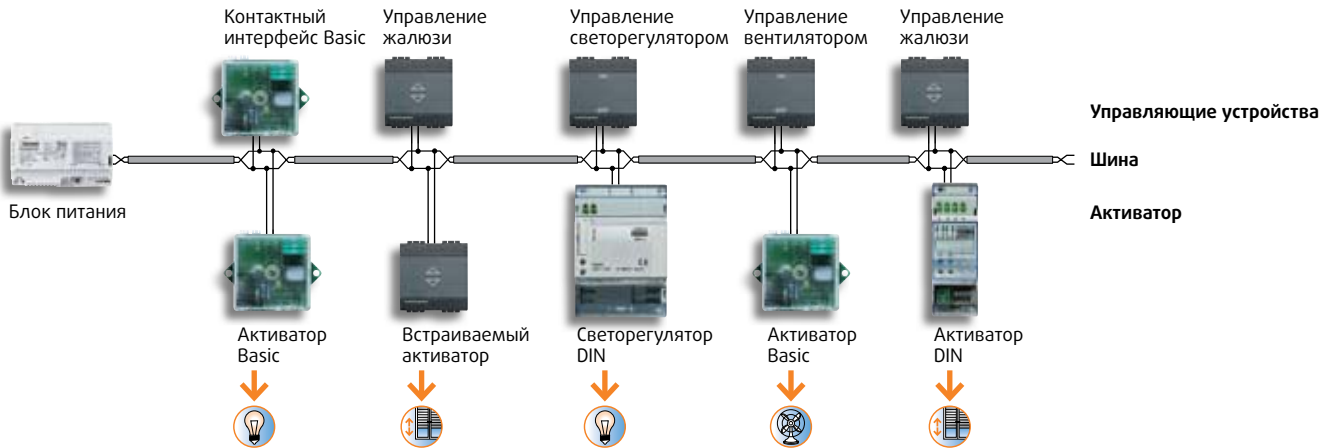 Контактный
интерфейс Basic
Управление
жалюзи
Управление
светорегулятором
Управление
вентилятором
Управление
жалюзи
Управляющие устройства
Шина
Блок питания
Активатор
Активатор
Basic
Встраиваемый
активатор
Светорегулятор
DIN
Активатор
Basic
Активатор
DIN